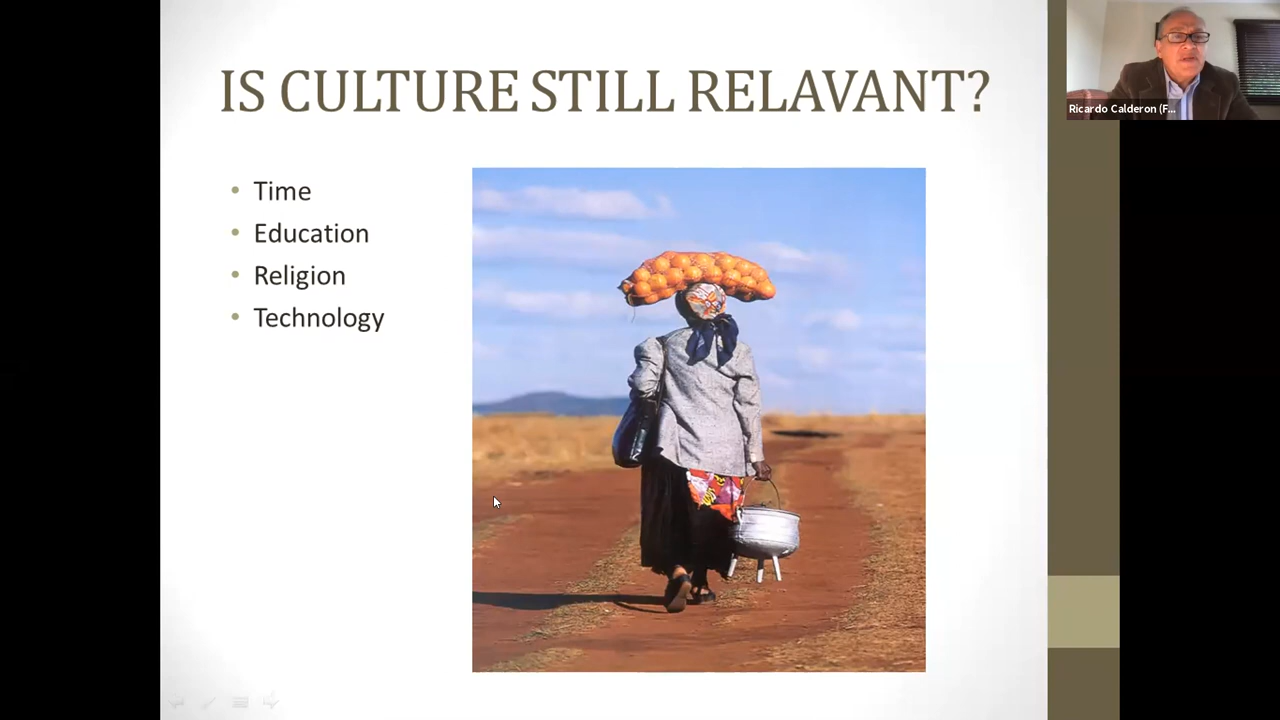 IS CULTURE STILL RELAVANT?
• Time
• Education
• Religion
• Technology
Ricardo Calderon (F...